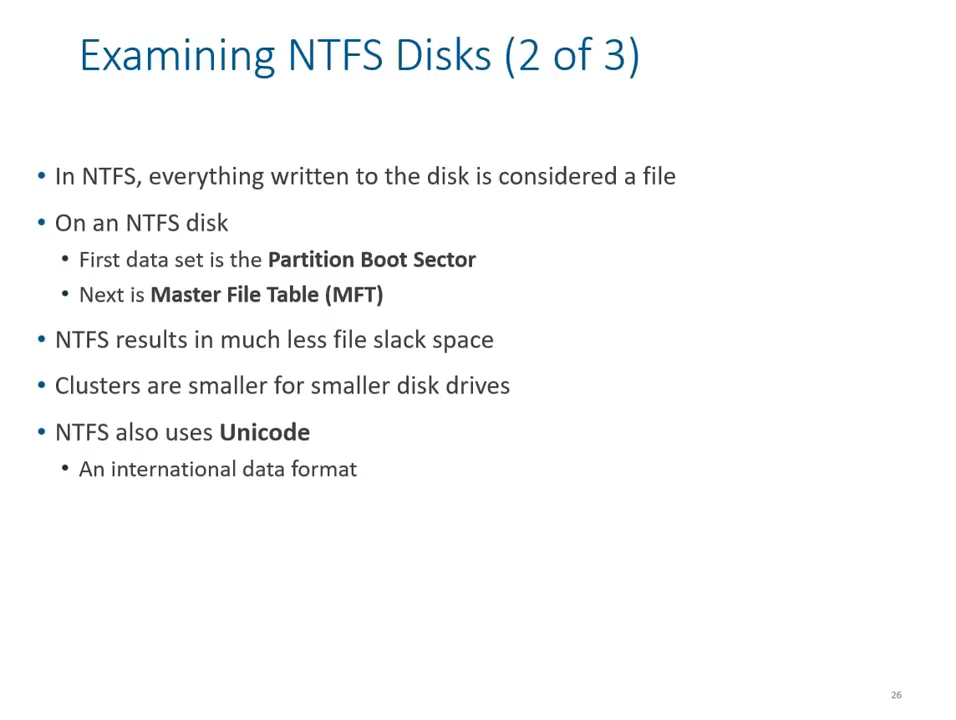 Examining NTFS Disks (2 of 3)
• In NTFS, everything written to the disk is considered a file
• On an NTFS disk
• First data set is the Partition Boot Sector
• Next is Master File Table (MFT)
• NTFS results in much less file slack space
• Clusters are smaller for smaller disk drives
• NTFS also uses Unicode
• An international data format
26